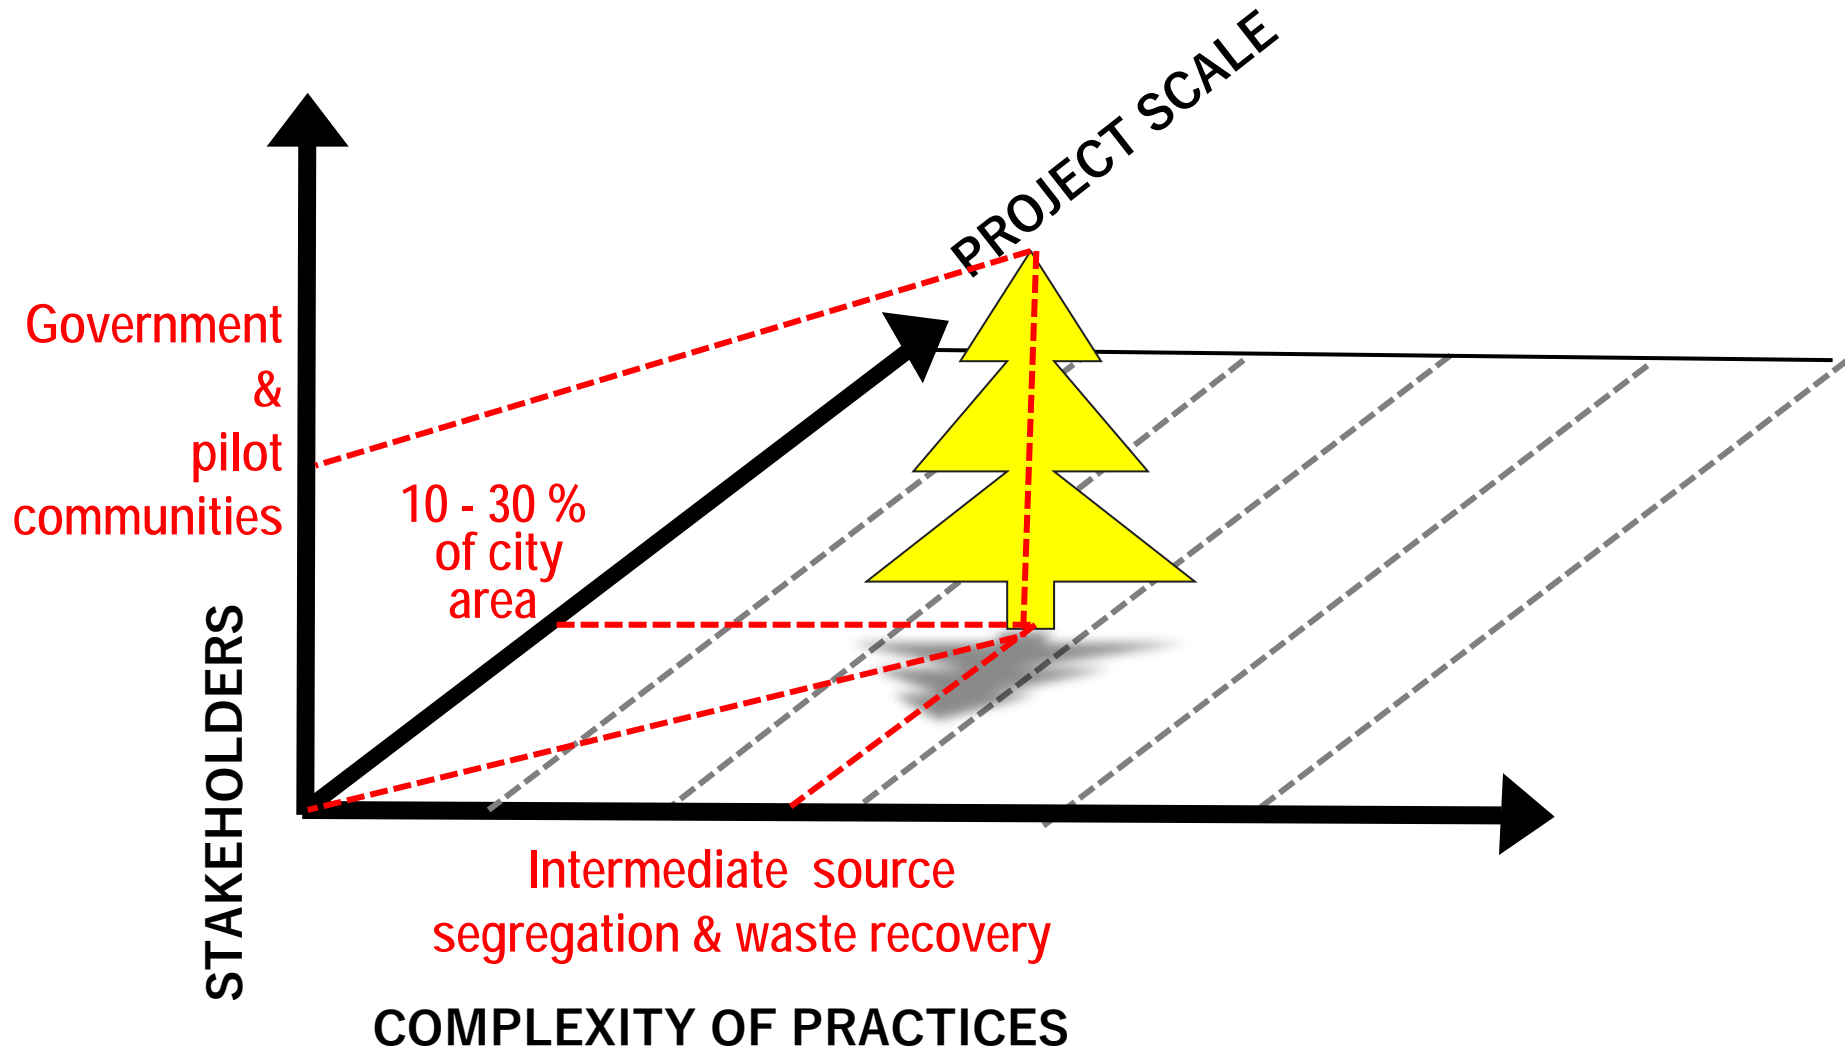 PROJECT SCALE
Government
&
pilot
communities
10 - 30 %
of city
area
STAKEHOLDERS
Intermediate source
segregation & waste recovery
COMPLEXITY OF PRACTICES